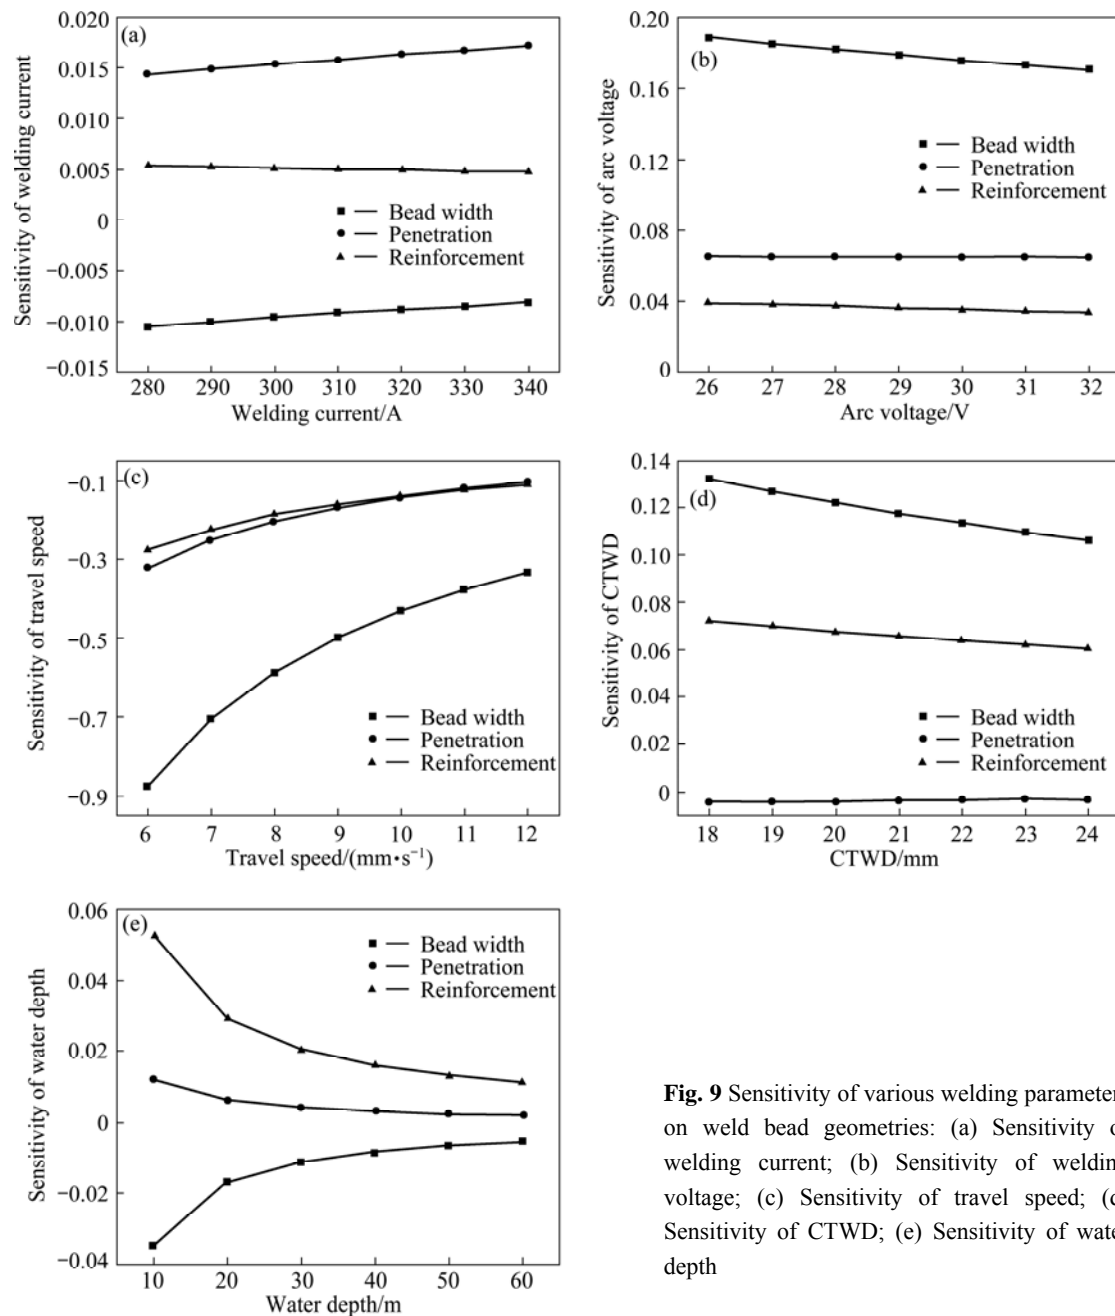 (a)
Sensitivity of welding current
0.020
0.015
0.010
0.005
0
−0.005
−0.010
−0.015
Bead width
Penetration
Reinforcement
280 290 300 310 320 330 340
Welding current/A
(b)
Sensitivity of arc voltage
0.20
0.16
0.12
0.08
0.04
0
Bead width
Penetration
Reinforcement
26 27 28 29 30 31 32
Arc voltage/V
(c)
Sensitivity of travel speed
−0.1
−0.3
−0.5
−0.7
−0.9
Bead width
Penetration
Reinforcement
6 7 8 9 10 11 12
Travel speed/(mm•s⁻¹)
(d)
Sensitivity of CTWD
0.14
0.12
0.10
0.08
0.06
0.04
0.02
0
Bead width
Penetration
Reinforcement
18 19 20 21 22 23 24
CTWD/mm
(e)
Sensitivity of water depth
0.06
0.04
0.02
0
−0.02
−0.04
Bead width
Penetration
Reinforcement
10 20 30 40 50 60
Water depth/m
Fig. 9 Sensitivity of various welding parameter
on weld bead geometries: (a) Sensitivity o
welding current; (b) Sensitivity of weldin
voltage; (c) Sensitivity of travel speed; (d
Sensitivity of CTWD; (e) Sensitivity of wate
depth